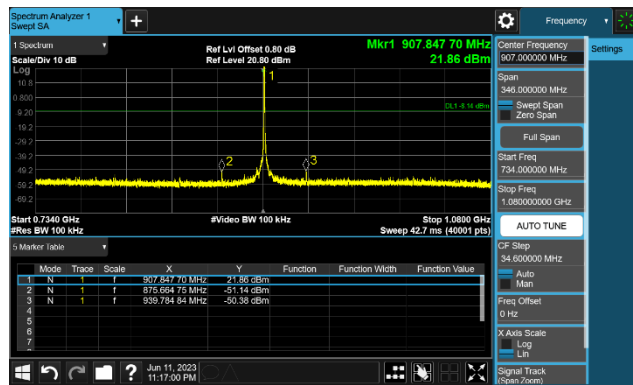 Spectrum Analyzer 1
Swept SA
Frequency
1 Spectrum
Scale/Div 10 dB
Ref Lvl Offset 0.80 dB
Ref Level 20.80 dBm
Mkr1 907.847 70 MHz
21.86 dBm
Log
10.8
0.800
-9.20
-19.2
-29.2
-39.2
-49.2
-59.2
-69.2
1
2
3
DL1 -8.14 dBm
Start 0.7340 GHz
#Res BW 100 kHz
#Video BW 100 kHz
Stop 1.0800 GHz
Sweep 42.7 ms (40001 pts)
5 Marker Table
Mode Trace Scale X Y Function Function Width Function Value
1 N 1 f 907.847 70 MHz 21.86 dBm
2 N 1 f 875.664 75 MHz -51.14 dBm
3 N 1 f 939.784 84 MHz -50.38 dBm
4
5
6
7
Jun 11, 2023
11:17:00 PM
Center Frequency
907.000000 MHz
Settings
Span
346.000000 MHz
Swept Span
Zero Span
Full Span
Start Freq
734.000000 MHz
Stop Freq
1.080000000 GHz
AUTO TUNE
CF Step
34.600000 MHz
Auto
Man
Freq Offset
0 Hz
X Axis Scale
Log
Lin
Signal Track
(Span Zoom)